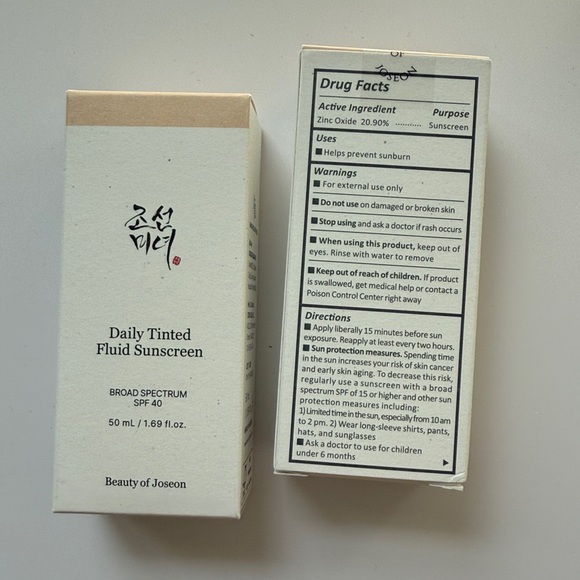 조선
미녀
Daily Tinted
Fluid Sunscreen
BROAD SPECTRUM
SPF 40
50 mL / 1.69 fl.oz.
Beauty of Joseon
OF
JOSEON
Drug Facts
Active Ingredient Purpose
Zinc Oxide 20.90% ............ Sunscreen
Uses
■ Helps prevent sunburn
Warnings
■ For external use only
■ Do not use on damaged or broken skin
■ Stop using and ask a doctor if rash occurs
■ When using this product, keep out of
eyes. Rinse with water to remove
■ Keep out of reach of children. If product
is swallowed, get medical help or contact a
Poison Control Center right away
Directions
■ Apply liberally 15 minutes before sun
exposure. Reapply at least every two hours.
■ Sun protection measures. Spending time
in the sun increases your risk of skin cancer
and early skin aging. To decrease this risk,
regularly use a sunscreen with a broad
spectrum SPF of 15 or higher and other sun
protection measures including:
1) Limited time in the sun, especially from 10 am
to 2 pm. 2) Wear long-sleeve shirts, pants,
hats, and sunglasses
■ Ask a doctor to use for children
under 6 months